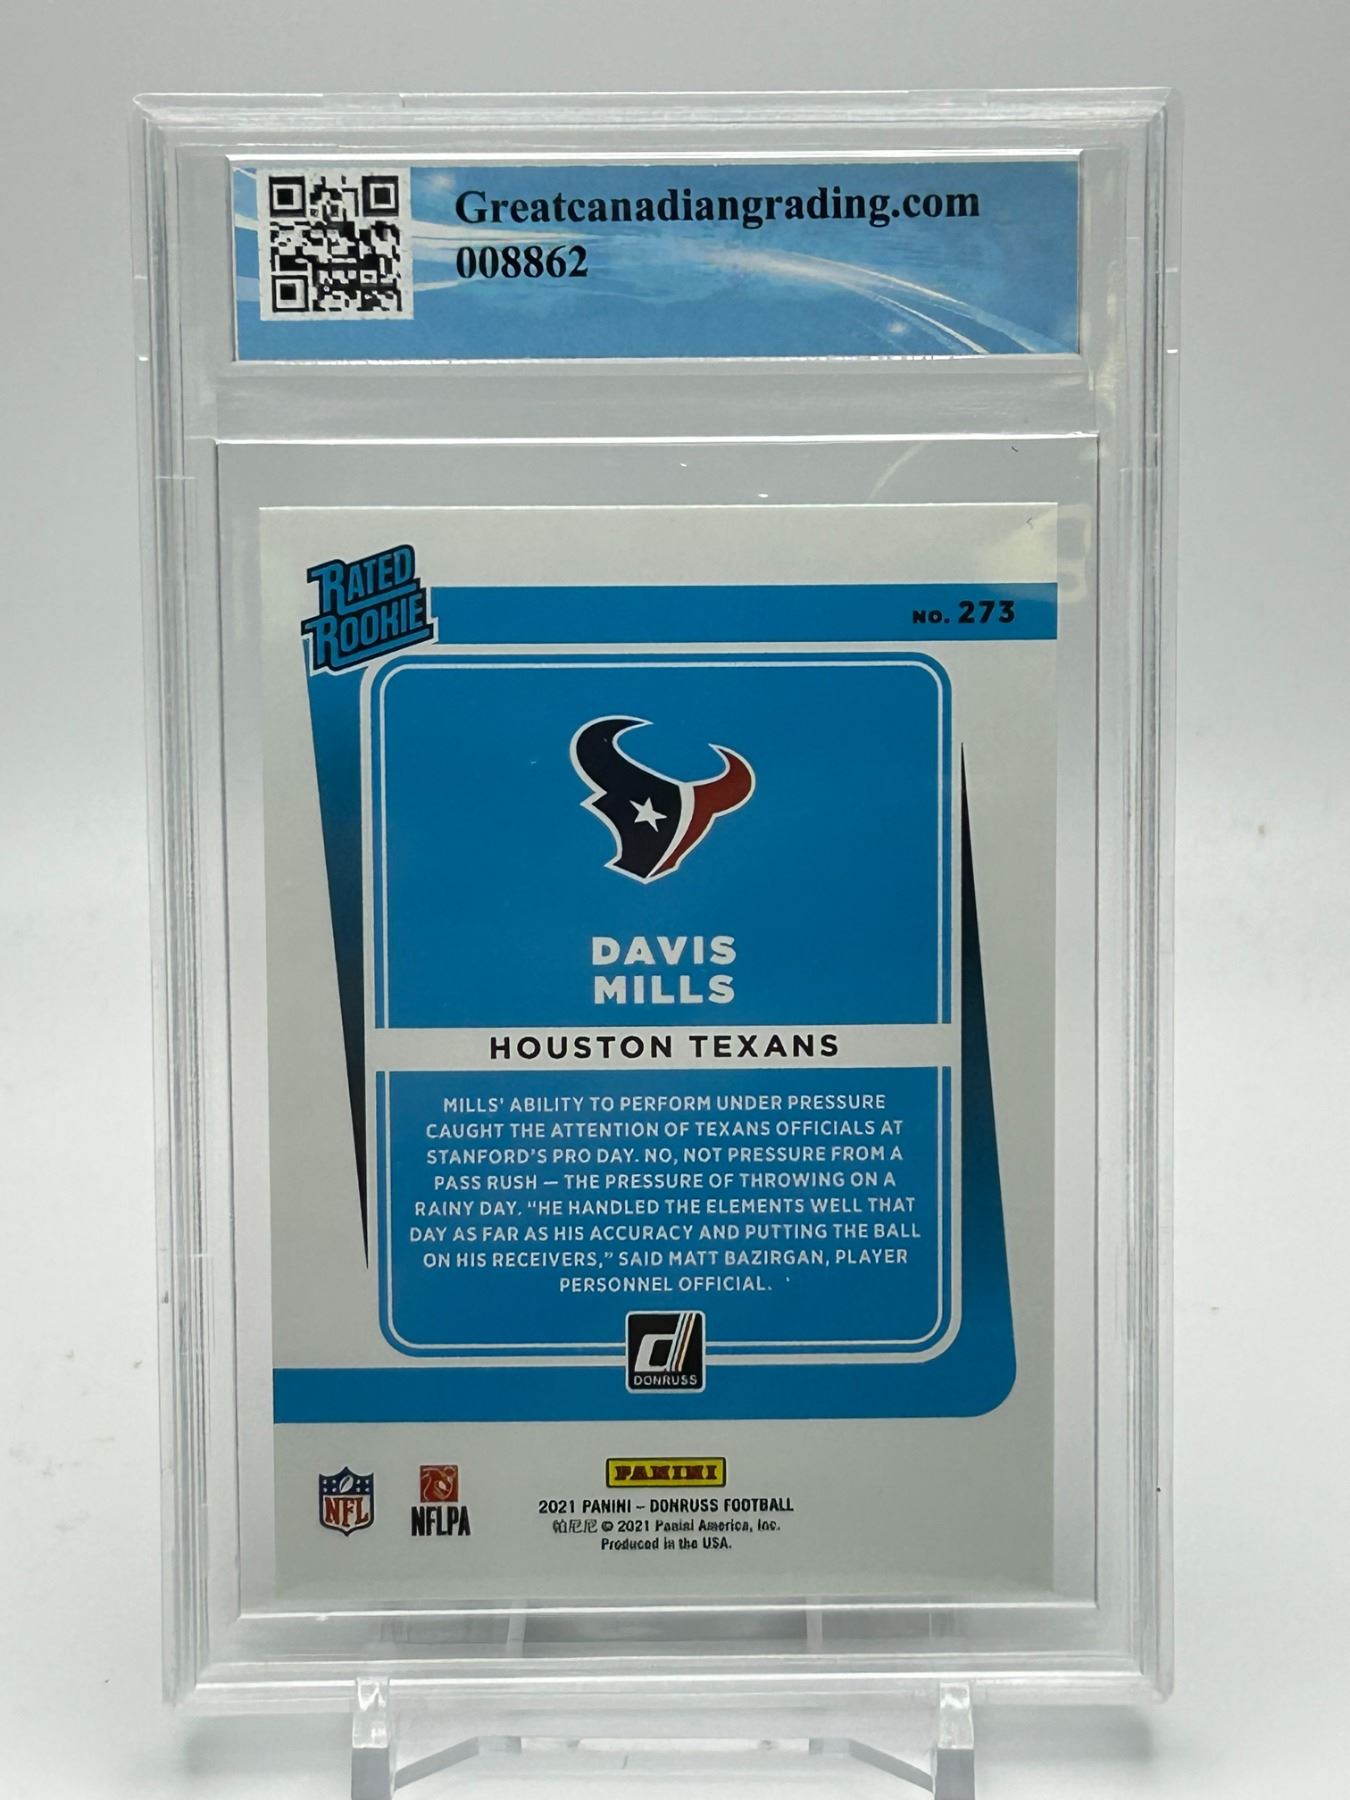 Greatcanadiangrading.com
008862
RATED
ROOKIE
NO. 273
DAVIS
MILLS
HOUSTON TEXANS
MILLS' ABILITY TO PERFORM UNDER PRESSURE
CAUGHT THE ATTENTION OF TEXANS OFFICIALS AT
STANFORD'S PRO DAY. NO, NOT PRESSURE FROM A
PASS RUSH — THE PRESSURE OF THROWING ON A
RAINY DAY. "HE HANDLED THE ELEMENTS WELL THAT
DAY AS FAR AS HIS ACCURACY AND PUTTING THE BALL
ON HIS RECEIVERS," SAID MATT BAZIRGAN, PLAYER
PERSONNEL OFFICIAL.
d
DONRUSS
NFL
NFLPA
PANINI
2021 PANINI – DONRUSS FOOTBALL
帕尼尼 © 2021 Panini America, Inc.
Produced in the USA.